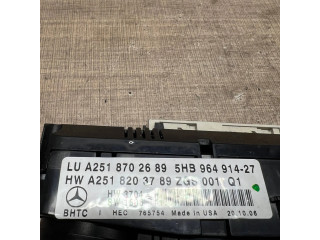 LU A251 870 26 89 5HB 964 914-27
HW A251 820 37 89 ZGS 001 Q1
BHTC I HEC 765754 Made in USA 20.10.06